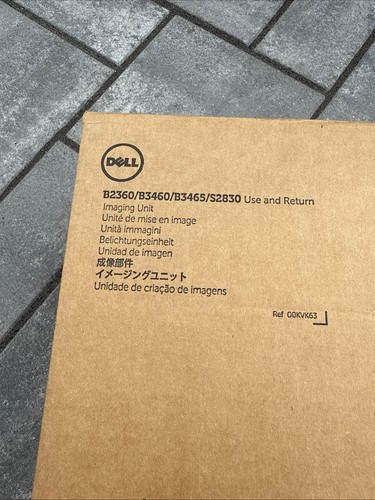 DELL
B2360/B3460/B3465/S2830 Use and Return
Imaging Unit
Unité de mise en image
Unità immagini
Belichtungseinheit
Unidad de imagen
成像部件
イメージングユニット
Unidade de criação de imagens
Ref 00KVK63